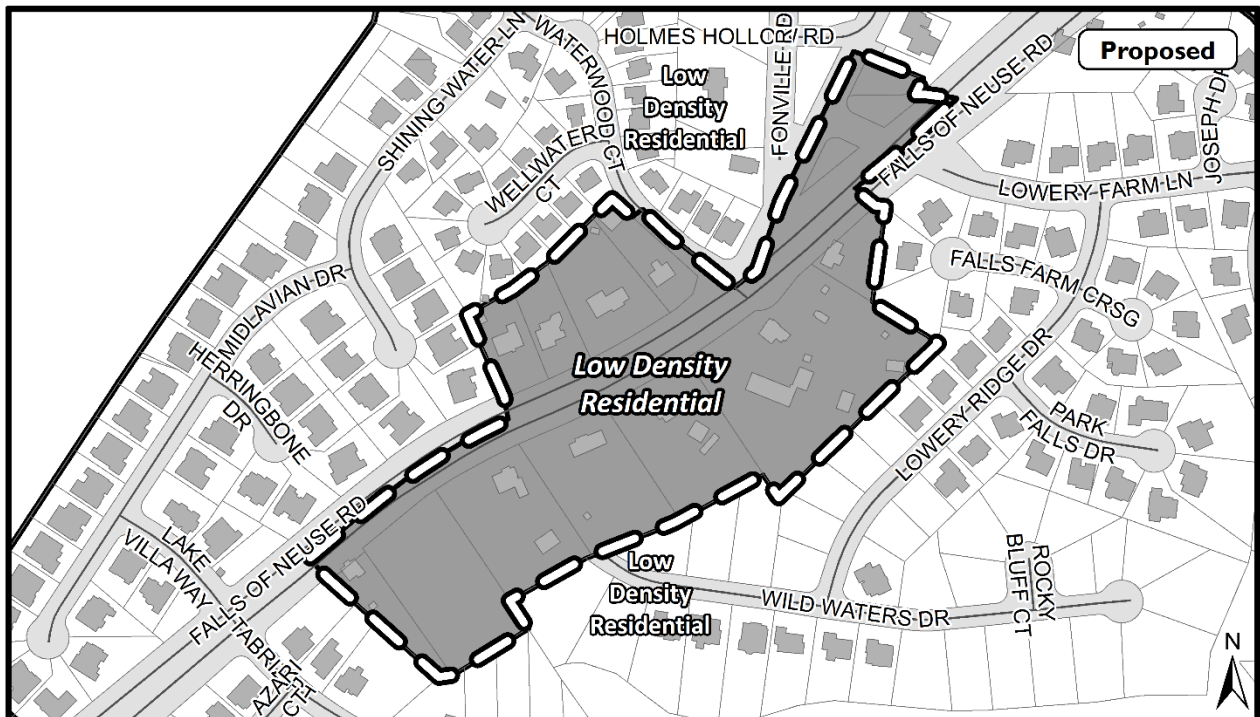 Proposed
HOLMES HOLLOW RD
FONVILLE RD
FALLS OF NEUSE RD
JOSEPH DR
SHINING WATER LN
WATERWOOD CT
WELLWATER
CT
Low
Density
Residential
LOWERY FARM LN
FALLS FARM CRSG
MIDLAVIAN DR
HERRINGBONE
DR
Low Density
Residential
LOWERY RIDGE DR
PARK
FALLS DR
LAKE
VILLA WAY
FALLS OF NEUSE RD
Low
Density
Residential
WILD WATERS DR
ROCKY
BLUFF CT
AZARI
CT
N